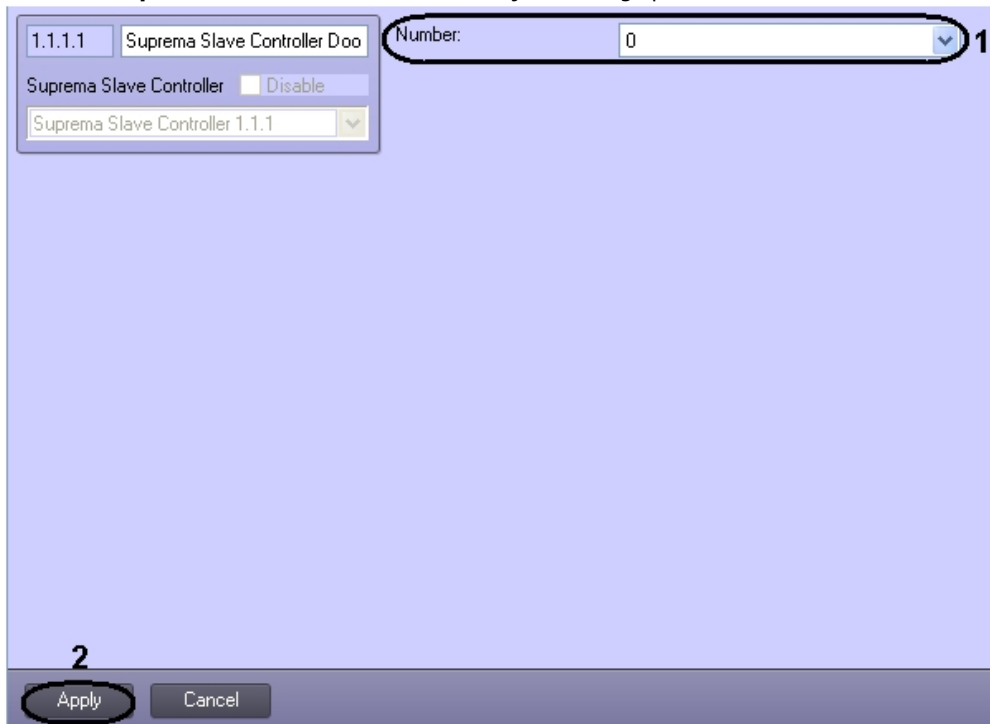 1.1.1.1 Suprema Slave Controller Doo
Number: 0 1
Suprema Slave Controller Disable
Suprema Slave Controller 1.1.1
2
Apply Cancel